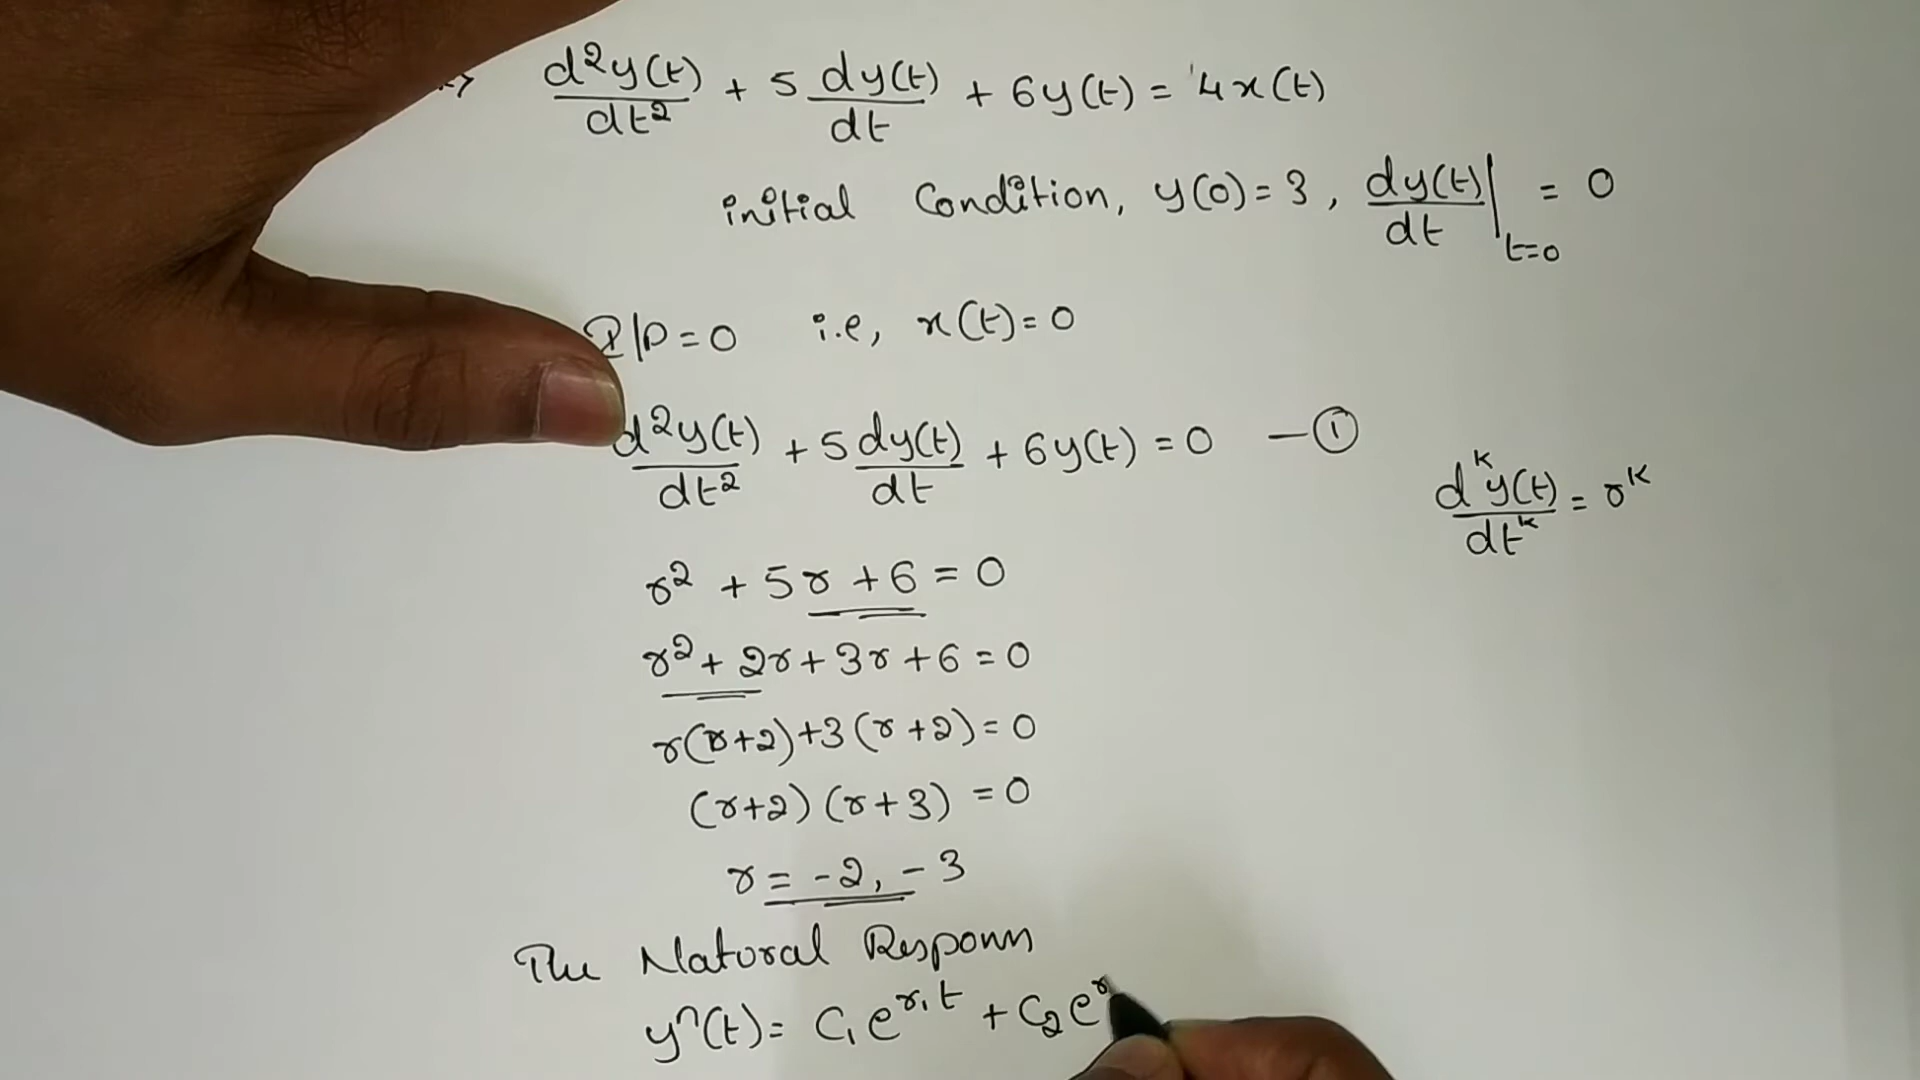 d²y(t)/dt² + 5 dy(t)/dt + 6y(t) = 4x(t)
initial Condition, y(0)=3, dy(t)/dt|t=0 = 0
I/P=0 i.e, x(t)=0
d²y(t)/dt² + 5 dy(t)/dt + 6y(t) = 0 —①
d^k y(t)/dt^k = r^k
r² + 5r + 6 = 0
r² + 2r + 3r + 6 = 0
r(r+2)+3(r+2)=0
(r+2)(r+3) = 0
r = -2, -3
The Natural Respons
yⁿ(t)= C₁e^r₁t + C₂e^r